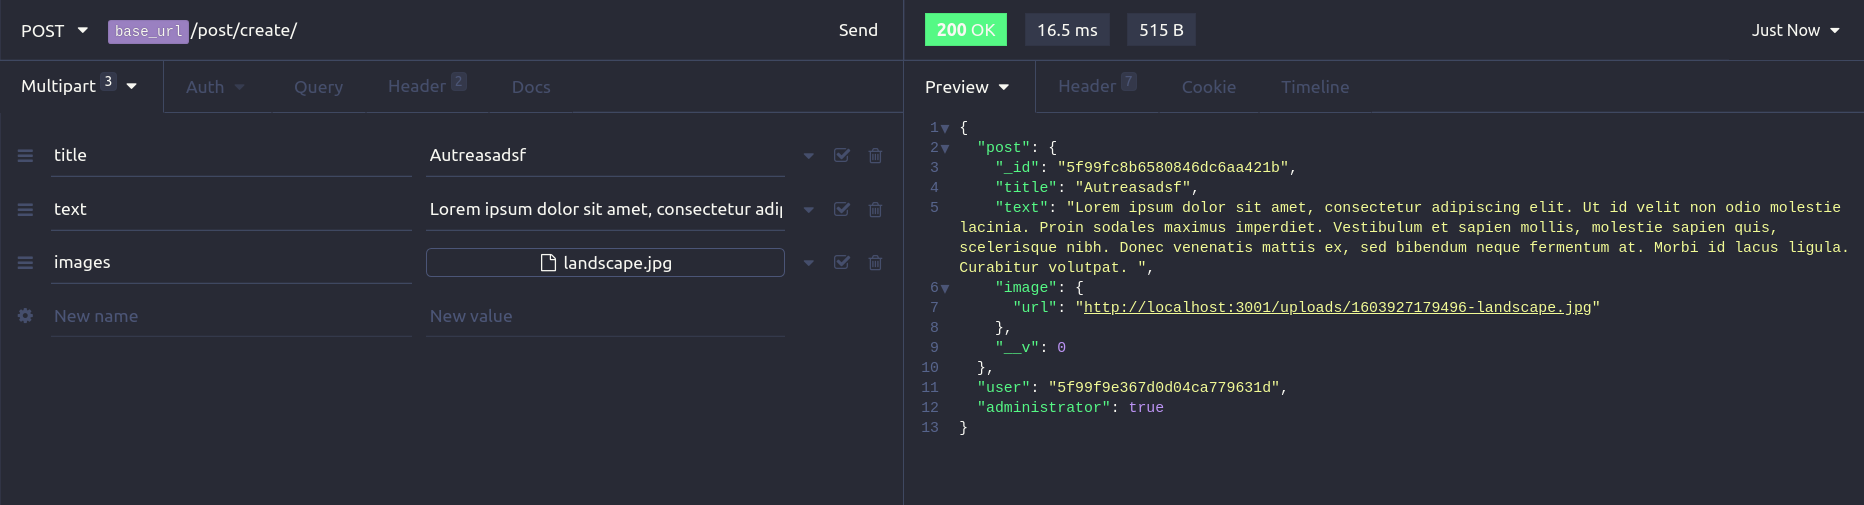 POST base_url/post/create/ Send
Multipart 3 Auth Query Header 2 Docs
title Autreasadsf
text Lorem ipsum dolor sit amet, consectetur adip
images landscape.jpg
New name New value
200 OK 16.5 ms 515 B Just Now
Preview Header 7 Cookie Timeline
1 {
2 "post": {
3 "_id": "5f99fc8b6580846dc6aa421b",
4 "title": "Autreasadsf",
5 "text": "Lorem ipsum dolor sit amet, consectetur adipiscing elit. Ut id velit non odio molestie
lacinia. Proin sodales maximus imperdiet. Vestibulum et sapien mollis, molestie sapien quis,
scelerisque nibh. Donec venenatis mattis ex, sed bibendum neque fermentum at. Morbi id lacus ligula.
Curabitur volutpat. ",
6 "image": {
7 "url": "http://localhost:3001/uploads/1603927179496-landscape.jpg"
8 },
9 "__v": 0
10 },
11 "user": "5f99f9e367d0d04ca779631d",
12 "administrator": true
13 }